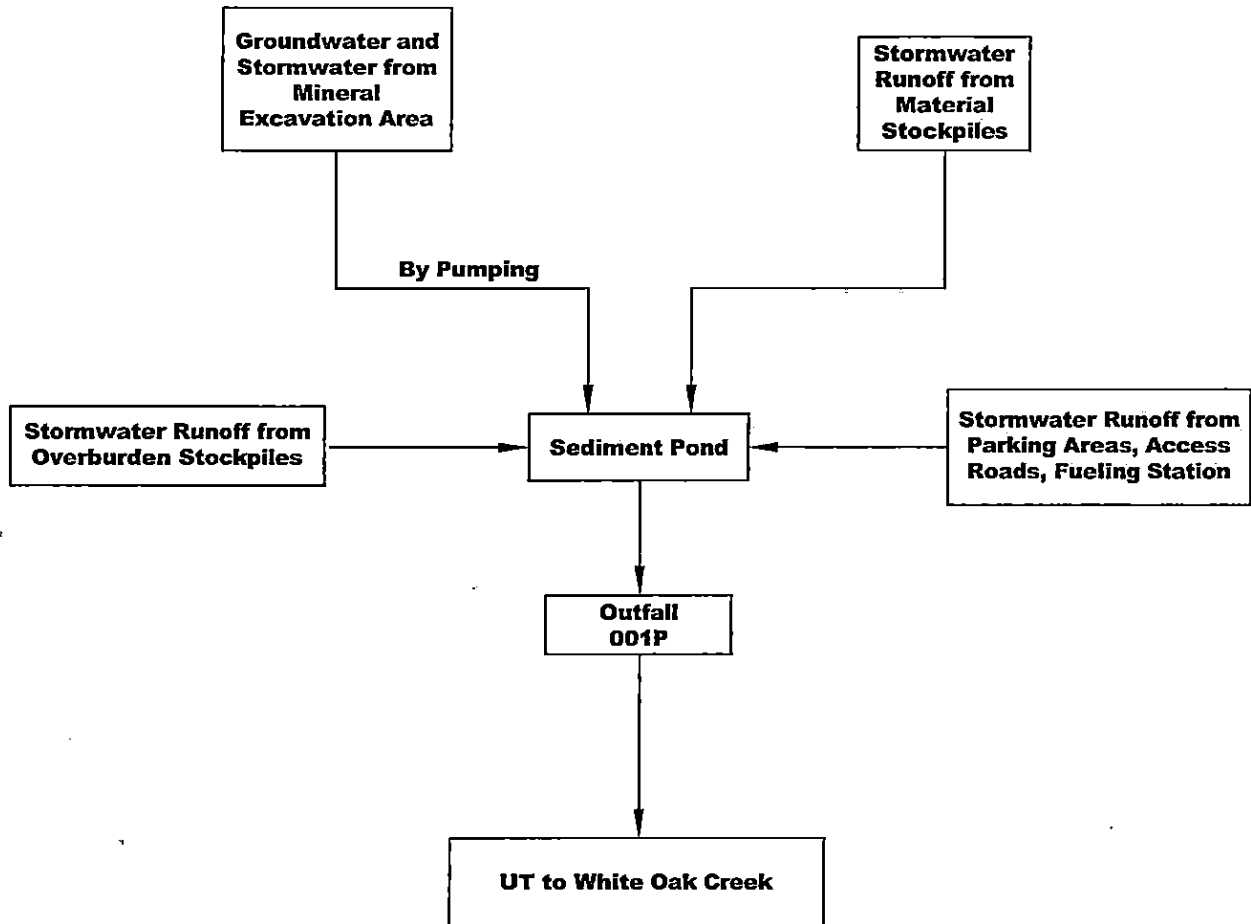 Groundwater and
Stormwater from
Mineral
Excavation Area
Stormwater
Runoff from
Material
Stockpiles
By Pumping
Stormwater Runoff from
Overburden Stockpiles
Sediment Pond
Stormwater Runoff from
Parking Areas, Access
Roads, Fueling Station
Outfall
001P
UT to White Oak Creek